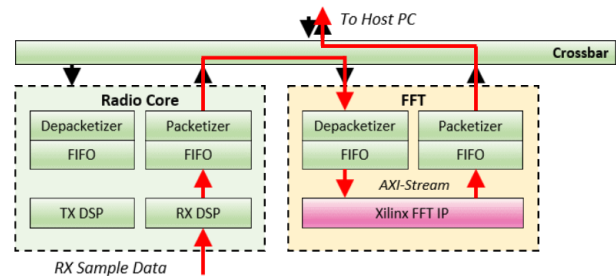 To Host PC
Crossbar
Radio Core
Depacketizer
Packetizer
FIFO
FIFO
TX DSP
RX DSP
RX Sample Data
FFT
Depacketizer
Packetizer
FIFO
FIFO
AXI-Stream
Xilinx FFT IP